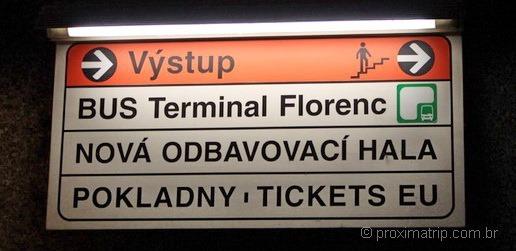 Výstup
BUS Terminal Florenc
NOVÁ ODBAVOVACÍ HALA
POKLADNY ' TICKETS EU
© proximatrip.com.br